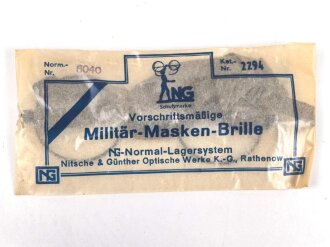 Norm.-
Nr. 6040
Kat.-
Nr. 2294
NG
Schutzmarke
Vorschriftsmäßige
Militär-Masken-Brille
NG-Normal-Lagersystem
Nitsche & Günther Optische Werke K.-G., Rathenow
NG
NG